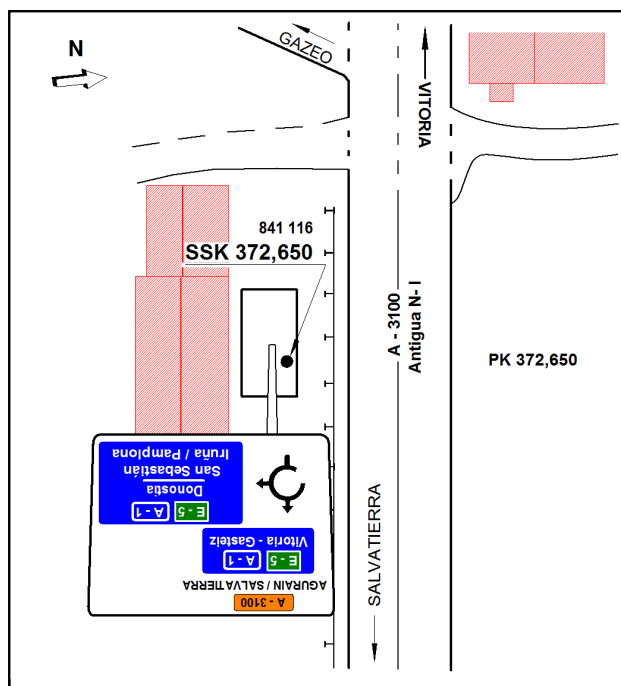 GAZEO
N
VITORIA
841 116
SSK 372,650
A - 3100
Antigua N- I
PK 372,650
SALVATIERRA
A - 3100
AGURAIN / SALVATIERRA
E - 5 A - 1
Vitoria - Gasteiz
E - 5 A - 1
Donostia
San Sebastián
Iruña / Pamplona